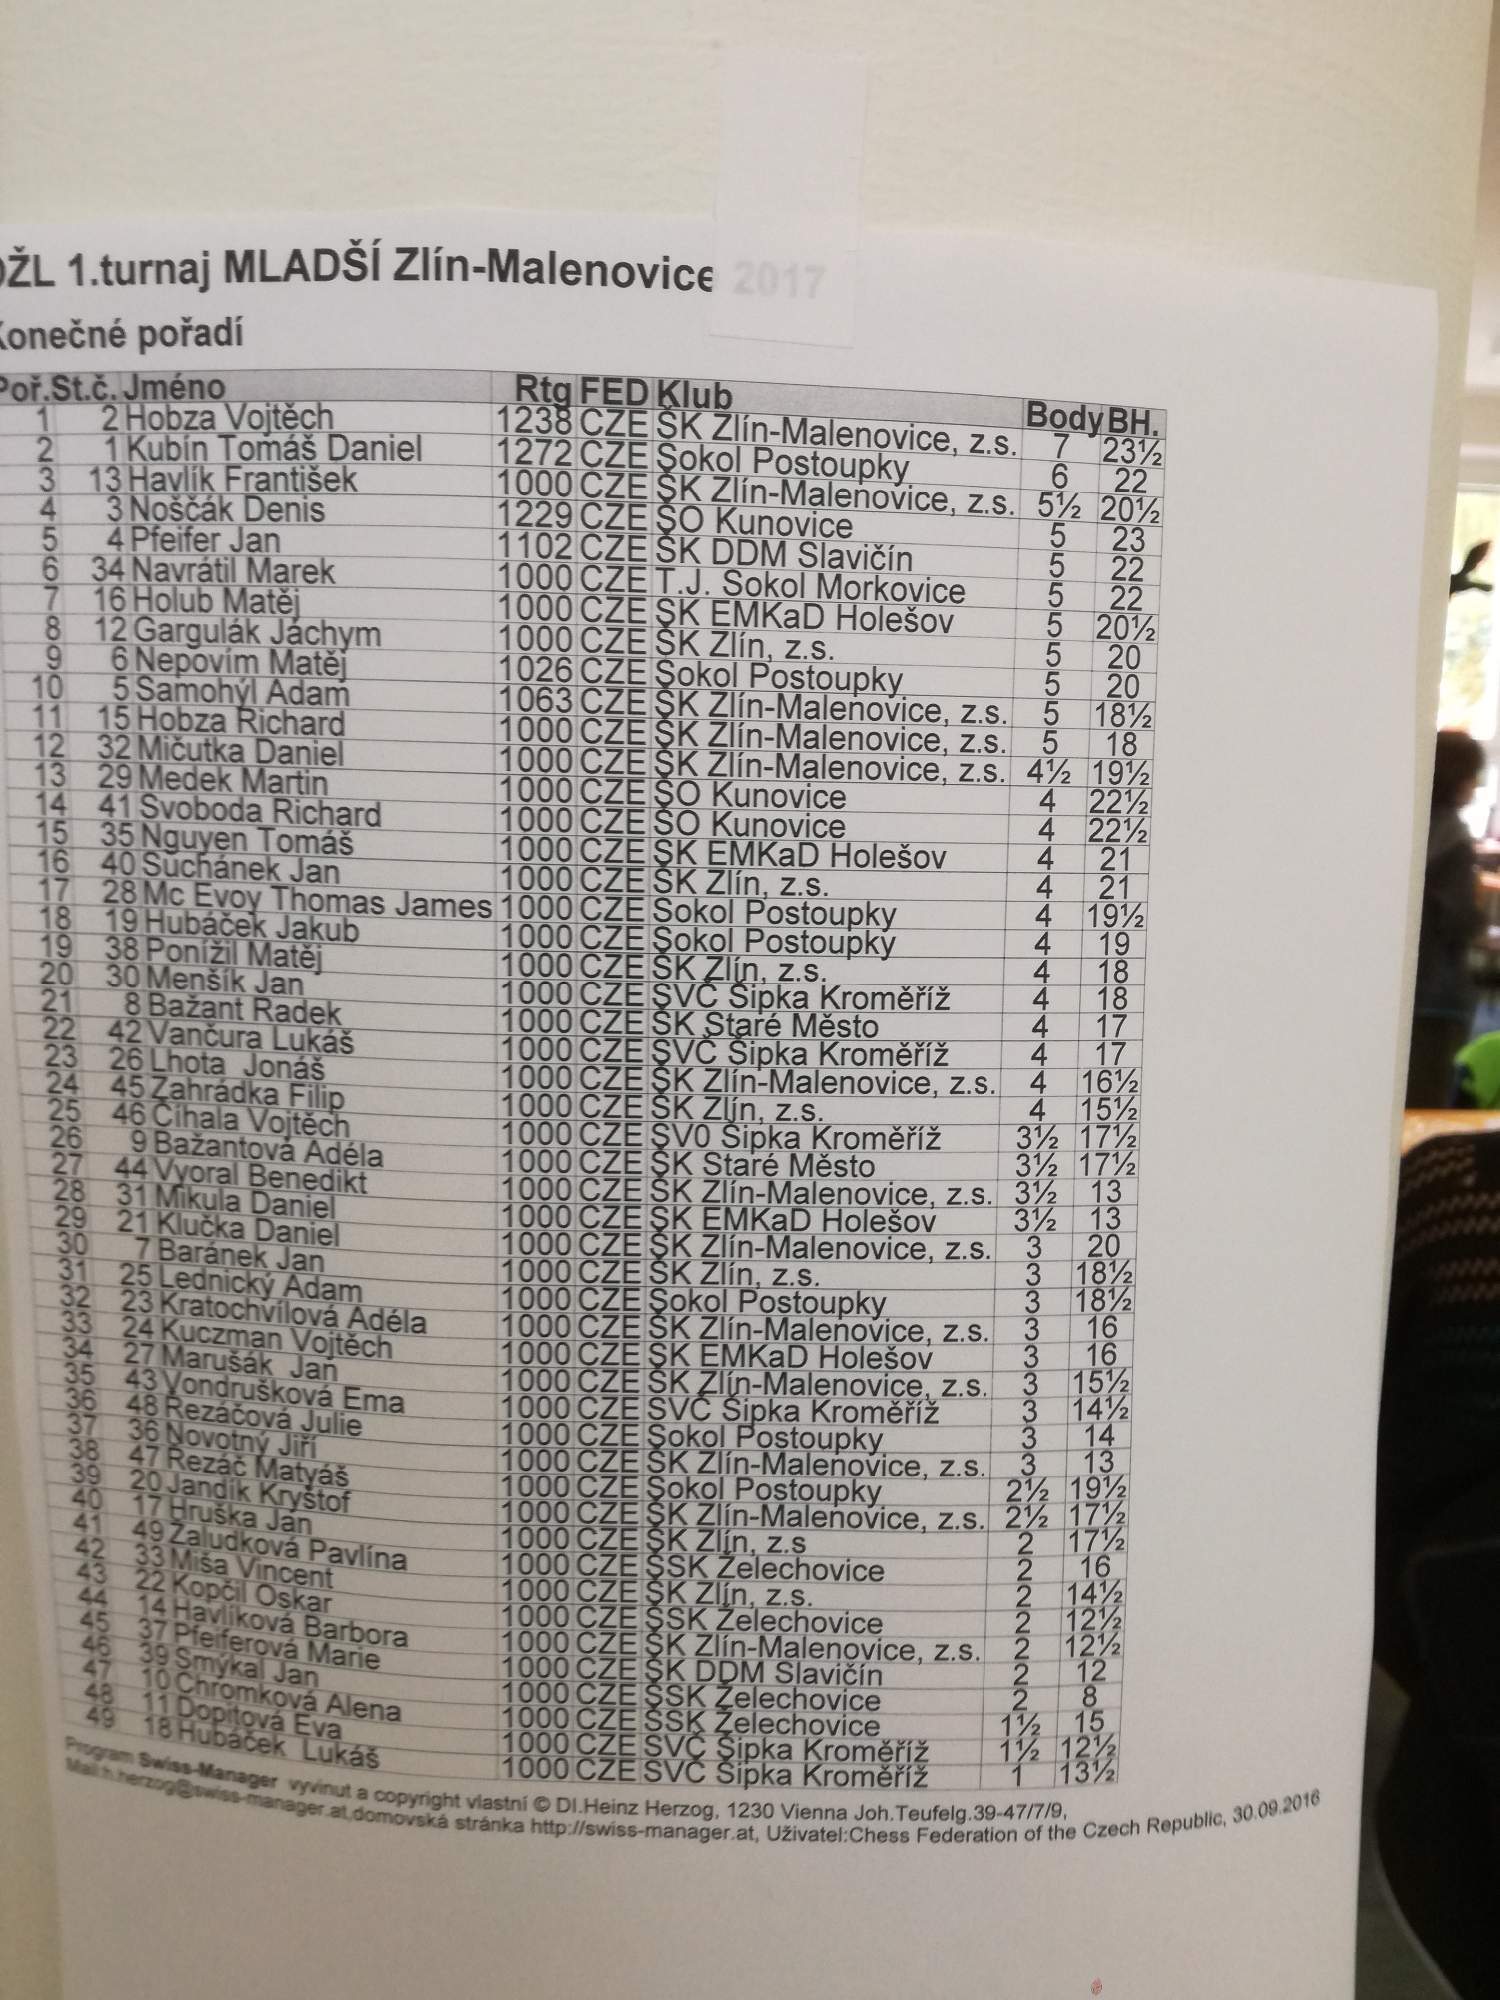 ŽL 1.turnaj MLADŠÍ Zlín-Malenovice 2017
Konečné pořadí
Poř. St.č. Jméno Rtg FED Klub Body BH.
1 2 Hobza Vojtěch 1238 CZE ŠK Zlín-Malenovice, z.s. 7 23½
2 1 Kubín Tomáš Daniel 1272 CZE Sokol Postoupky 6 22
3 13 Havlík František 1000 CZE ŠK Zlín-Malenovice, z.s. 5½ 20½
4 3 Noščák Denis 1229 CZE ŠO Kunovice 5 23
5 4 Pfeifer Jan 1102 CZE ŠK DDM Slavičín 5 22
6 34 Navrátil Marek 1000 CZE T.J. Sokol Morkovice 5 22
7 16 Holub Matěj 1000 CZE ŠK EMKaD Holešov 5 20½
8 12 Gargulák Jáchym 1000 CZE ŠK Zlín, z.s. 5 20
9 6 Nepovím Matěj 1026 CZE Sokol Postoupky 5 20
10 5 Samohýl Adam 1063 CZE ŠK Zlín-Malenovice, z.s. 5 18½
11 15 Hobza Richard 1000 CZE ŠK Zlín-Malenovice, z.s. 5 18
12 32 Mičutka Daniel 1000 CZE ŠK Zlín-Malenovice, z.s. 4½ 19½
13 29 Medek Martin 1000 CZE ŠO Kunovice 4 22½
14 41 Svoboda Richard 1000 CZE ŠO Kunovice 4 22½
15 35 Nguyen Tomáš 1000 CZE ŠK EMKaD Holešov 4 21
16 40 Suchánek Jan 1000 CZE ŠK Zlín, z.s. 4 21
17 28 Mc Evoy Thomas James 1000 CZE Sokol Postoupky 4 19½
18 19 Hubáček Jakub 1000 CZE Sokol Postoupky 4 19
19 38 Ponížil Matěj 1000 CZE ŠK Zlín, z.s. 4 18
20 30 Menšík Jan 1000 CZE SVČ Šipka Kroměříž 4 18
21 8 Bažant Radek 1000 CZE ŠK Staré Město 4 17
22 42 Vančura Lukáš 1000 CZE SVČ Šipka Kroměříž 4 17
23 26 Lhota Jonáš 1000 CZE ŠK Zlín-Malenovice, z.s. 4 16½
24 45 Zahrádka Filip 1000 CZE ŠK Zlín, z.s. 4 15½
25 46 Číhala Vojtěch 1000 CZE SV0 Šipka Kroměříž 3½ 17½
26 9 Bažantová Adéla 1000 CZE ŠK Staré Město 3½ 17½
27 44 Vyoral Benedikt 1000 CZE ŠK Zlín-Malenovice, z.s. 3½ 13
28 31 Mikula Daniel 1000 CZE ŠK EMKaD Holešov 3½ 13
29 21 Klučka Daniel 1000 CZE ŠK Zlín-Malenovice, z.s. 3 20
30 7 Baránek Jan 1000 CZE ŠK Zlín, z.s. 3 18½
31 25 Lednický Adam 1000 CZE Sokol Postoupky 3 18½
32 23 Kratochvílová Adéla 1000 CZE ŠK Zlín-Malenovice, z.s. 3 16
33 24 Kuczman Vojtěch 1000 CZE ŠK EMKaD Holešov 3 16
34 27 Marušák Jan 1000 CZE ŠK Zlín-Malenovice, z.s. 3 15½
35 43 Vondrušková Ema 1000 CZE SVČ Šipka Kroměříž 3 14½
36 48 Řezáčová Julie 1000 CZE Sokol Postoupky 3 14
37 36 Novotný Jiří 1000 CZE ŠK Zlín-Malenovice, z.s. 3 13
38 47 Řezáč Matyáš 1000 CZE Sokol Postoupky 2½ 19½
39 20 Jandík Kryštof 1000 CZE ŠK Zlín-Malenovice, z.s. 2½ 17½
40 17 Hruška Jan 1000 CZE ŠK Zlín, z.s 2 17½
41 49 Žaludková Pavlína 1000 CZE ŠSK Želechovice 2 16
42 33 Miša Vincent 1000 CZE ŠK Zlín, z.s. 2 14½
43 22 Kopčil Oskar 1000 CZE ŠSK Želechovice 2 12½
44 14 Havlíková Barbora 1000 CZE ŠK Zlín-Malenovice, z.s. 2 12½
45 37 Pfeiferová Marie 1000 CZE ŠK DDM Slavičín 2 12
46 39 Smýkal Jan 1000 CZE ŠSK Želechovice 2 8
47 10 Chromková Alena 1000 CZE ŠSK Želechovice 1½ 15
48 11 Dopitová Eva 1000 CZE SVČ Šipka Kroměříž 1½ 12½
49 18 Hubáček Lukáš 1000 CZE SVČ Šipka Kroměříž 1 13½
Program Swiss-Manager vyvinut a copyright vlastní © DI.Heinz Herzog, 1230 Vienna Joh.Teufelg.39-47/7/9,
Mail:h.herzog@swiss-manager.at,domovská stránka http://swiss-manager.at, Uživatel:Chess Federation of the Czech Republic, 30.09.2016